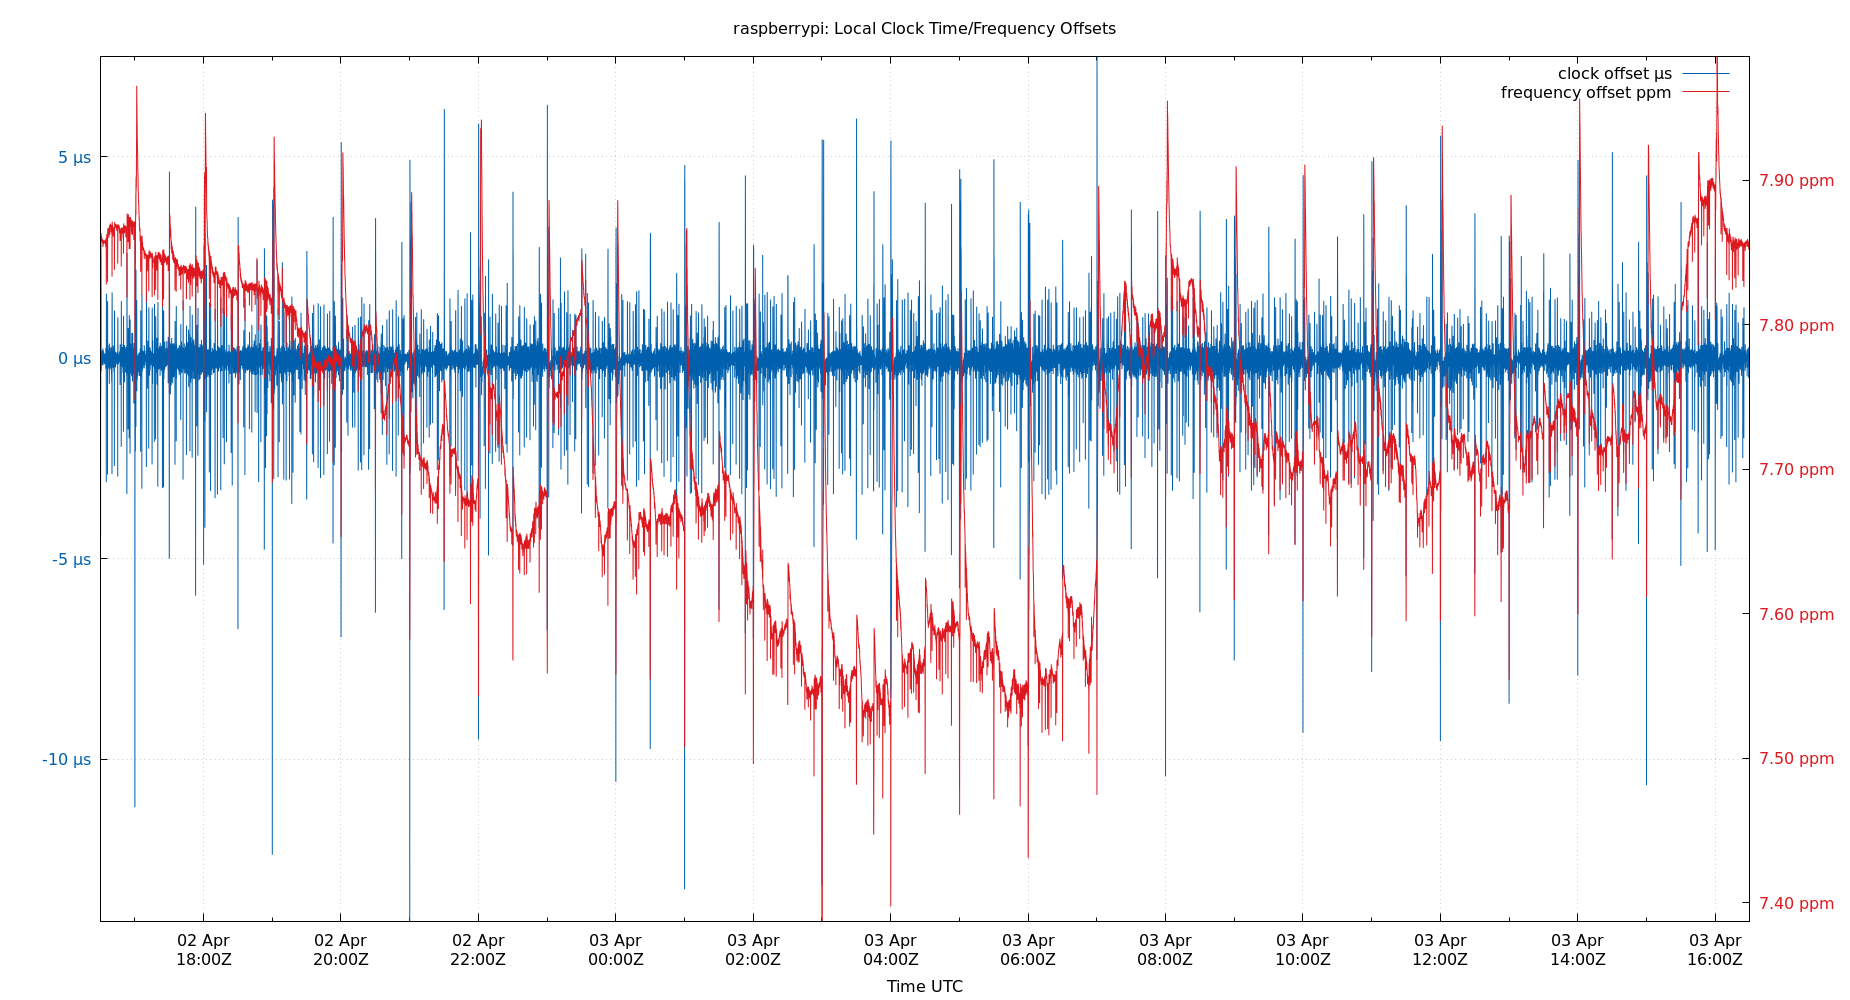 raspberrypi: Local Clock Time/Frequency Offsets
clock offset µs
frequency offset ppm
5 µs
0 µs
-5 µs
-10 µs
7.90 ppm
7.80 ppm
7.70 ppm
7.60 ppm
7.50 ppm
7.40 ppm
02 Apr 02 Apr 02 Apr 03 Apr 03 Apr 03 Apr 03 Apr 03 Apr 03 Apr 03 Apr 03 Apr 03 Apr
18:00Z 20:00Z 22:00Z 00:00Z 02:00Z 04:00Z 06:00Z 08:00Z 10:00Z 12:00Z 14:00Z 16:00Z
Time UTC